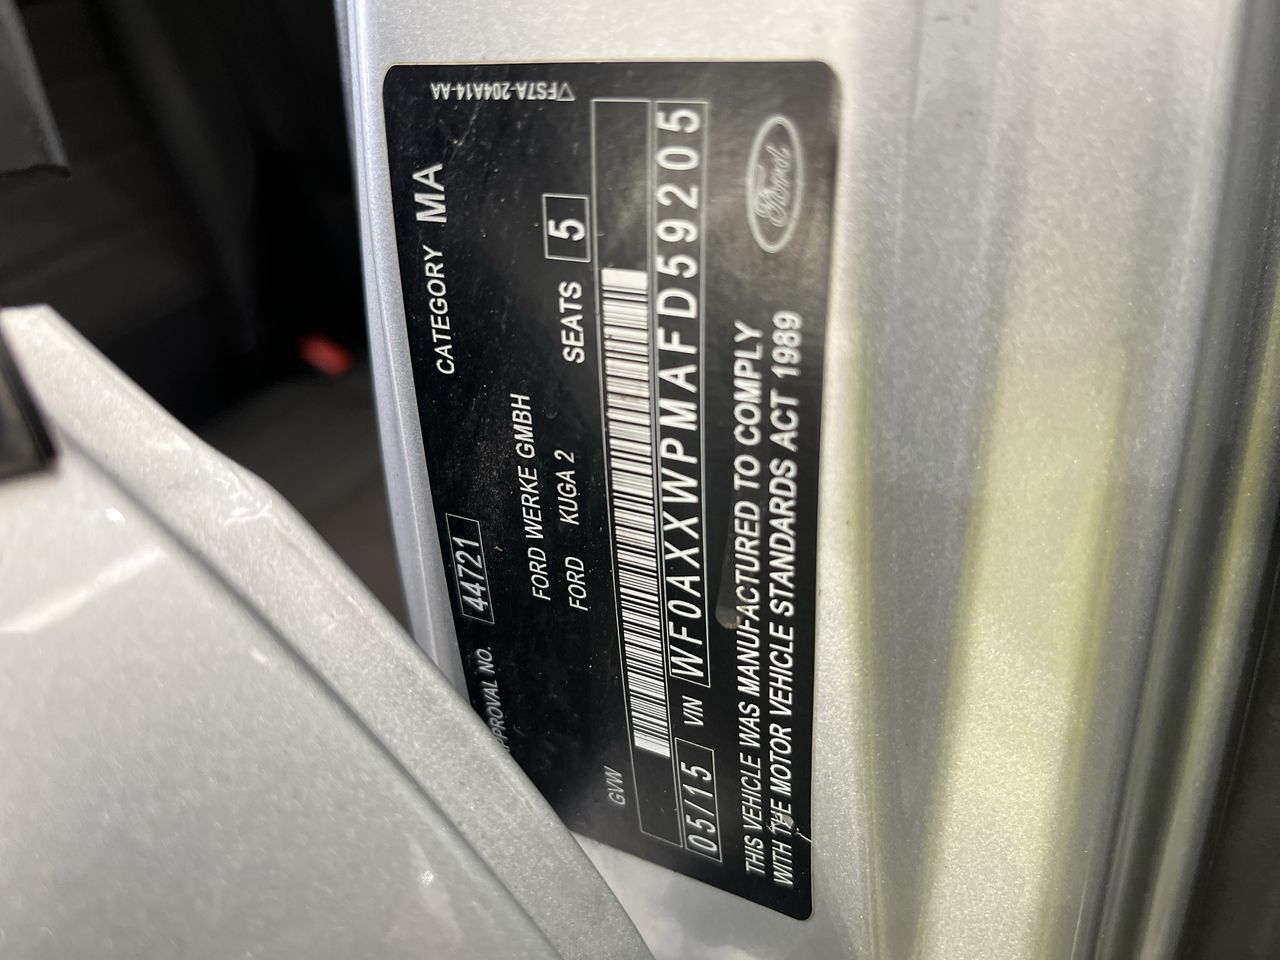 APPROVAL NO. 44721 CATEGORY MA
▽FS7A-204A14-AA
FORD WERKE GMBH
FORD KUGA 2 SEATS 5
GVW
05/15 VIN WF0AXXWPMAFD59205
THIS VEHICLE WAS MANUFACTURED TO COMPLY
WITH THE MOTOR VEHICLE STANDARDS ACT 1989
Ford